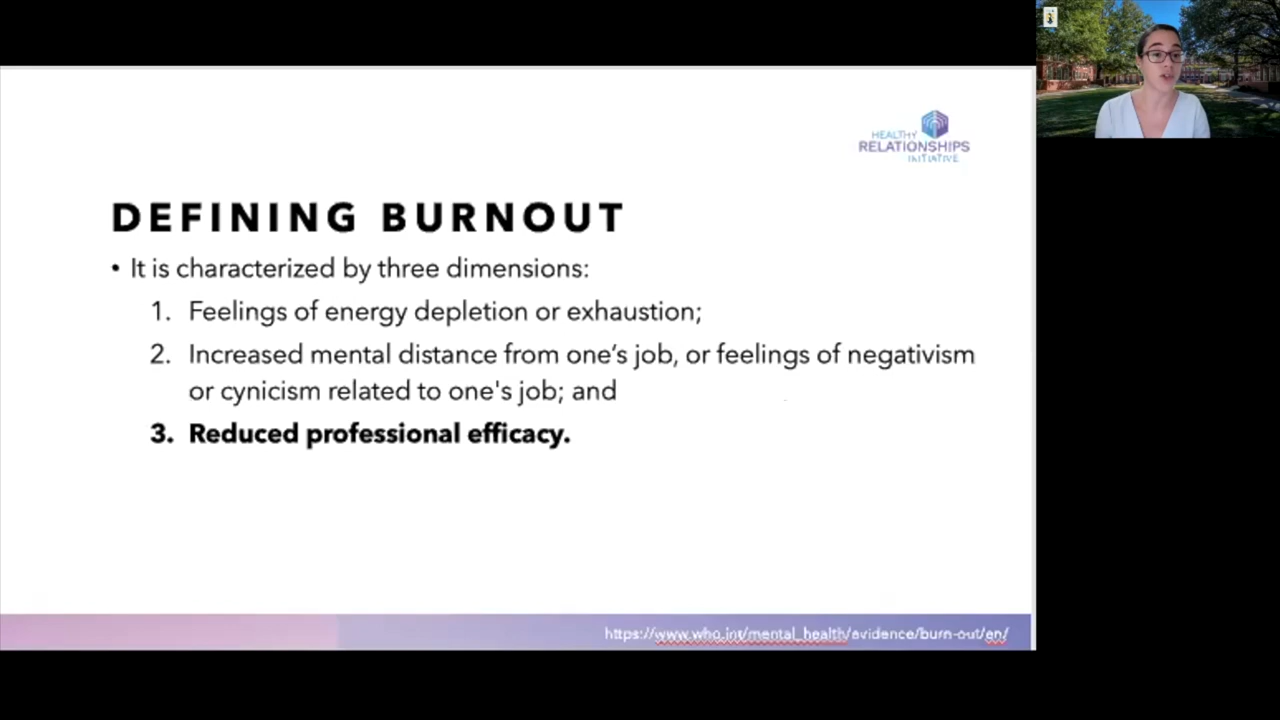 HEALTHY
RELATIONSHIPS
INITIATIVE
DEFINING BURNOUT
• It is characterized by three dimensions:
1. Feelings of energy depletion or exhaustion;
2. Increased mental distance from one’s job, or feelings of negativism
or cynicism related to one's job; and
3. Reduced professional efficacy.
https://www.who.int/mental_health/evidence/burn-out/en/